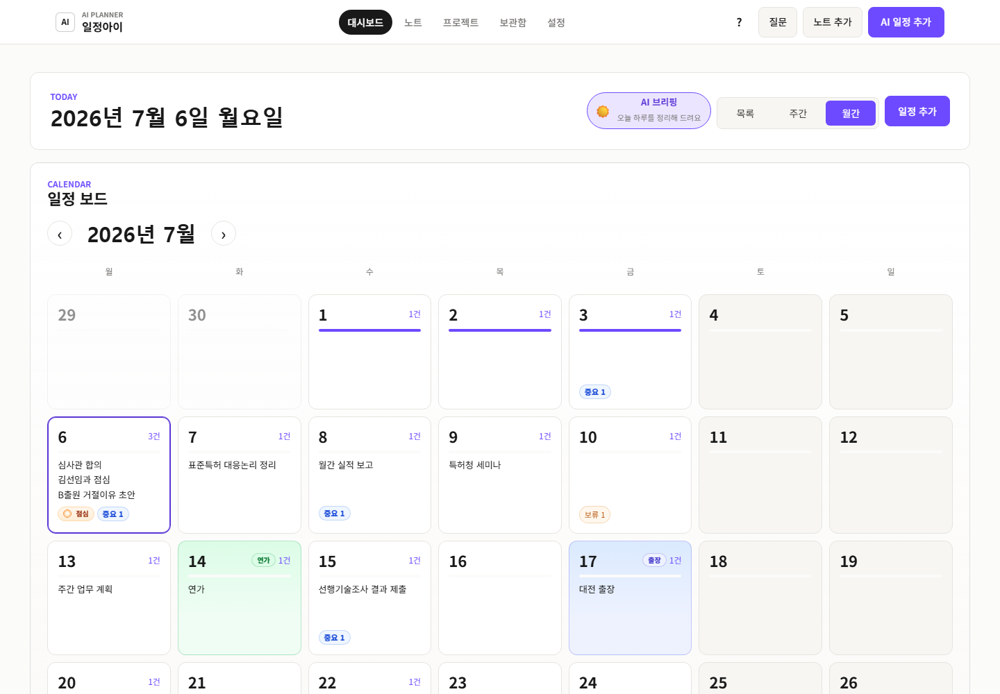 AI
AI PLANNER
일정아이
대시보드
노트
프로젝트
보관함
설정
?
질문
노트 추가
AI 일정 추가
TODAY
2026년 7월 6일 월요일
AI 브리핑
오늘 하루를 정리해 드려요
목록
주간
월간
일정 추가
CALENDAR
일정 보드
‹
2026년 7월
›
월
화
수
목
금
토
일
29
30
1
1건
2
1건
3
1건
중요 1
4
5
6
3건
심사관 합의
김선임과 점심
B출원 거절이유 초안
점심
중요 1
7
1건
표준특허 대응논리 정리
8
1건
월간 실적 보고
중요 1
9
1건
특허청 세미나
10
1건
보류 1
11
12
13
1건
주간 업무 계획
14
연가
1건
연가
15
1건
선행기술조사 결과 제출
중요 1
16
17
출장
1건
대전 출장
18
19
20
1건
21
22
1건
23
24
25
26